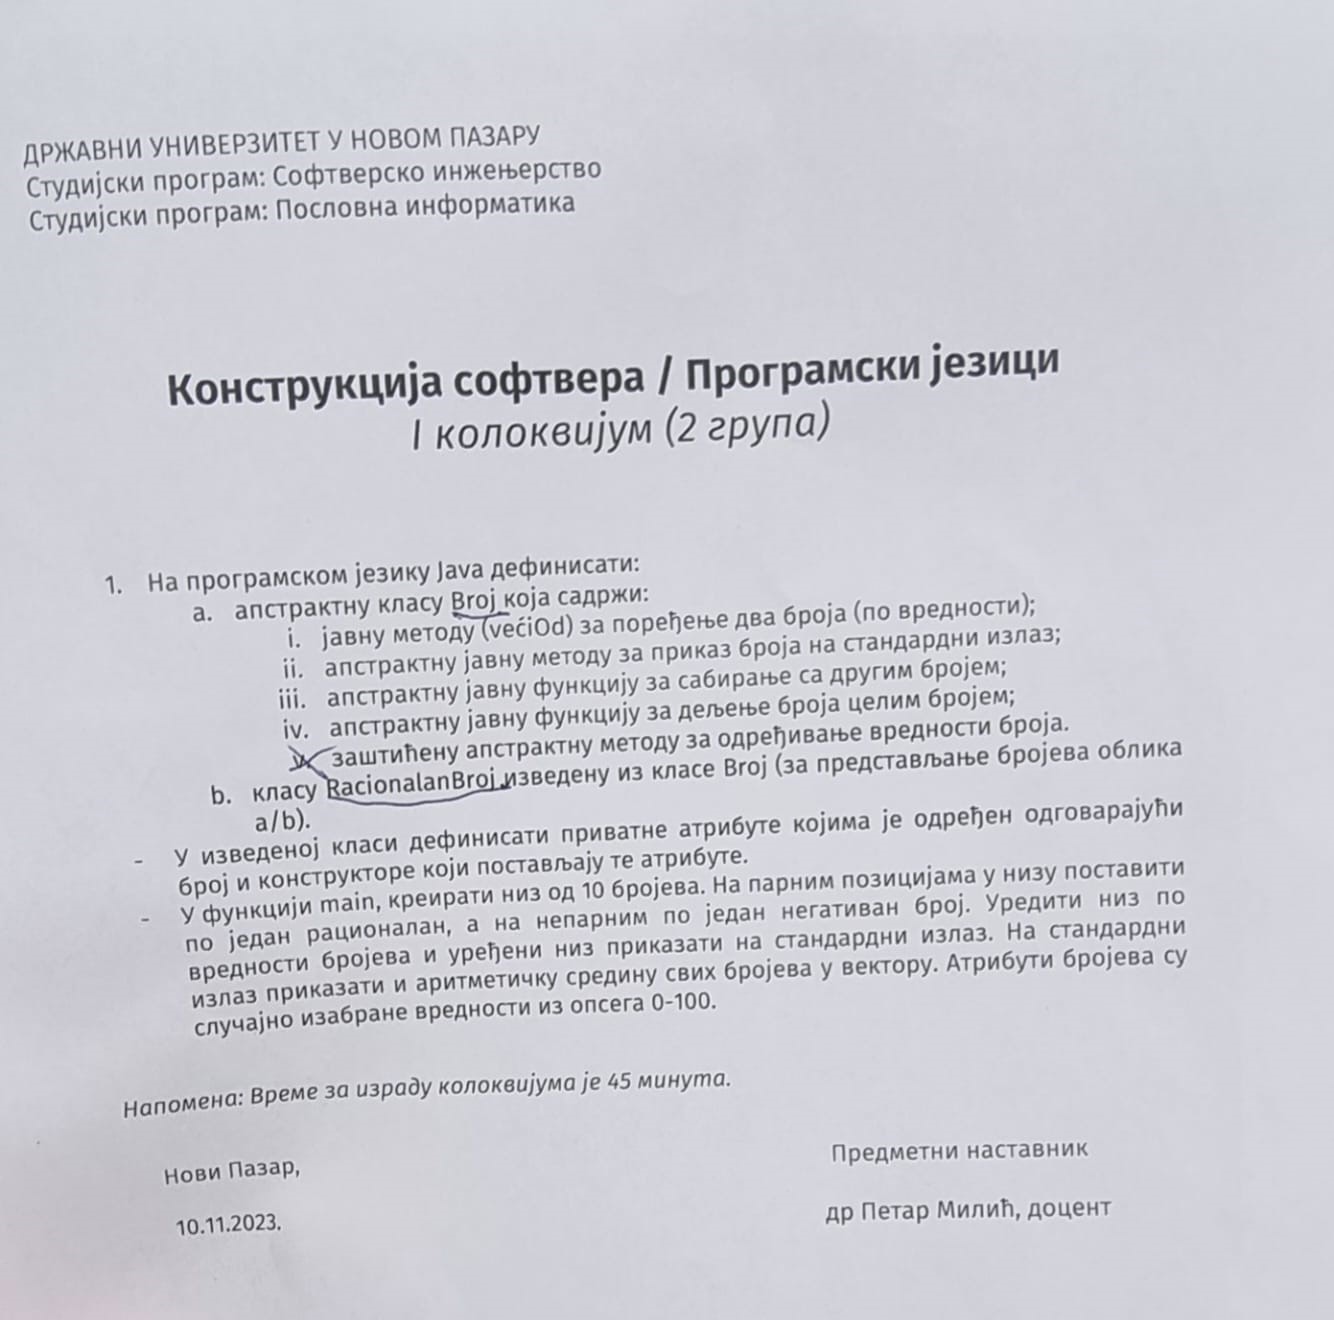 ДРЖАВНИ УНИВЕРЗИТЕТ У НОВОМ ПАЗАРУ
Студијски програм: Софтверско инжењерство
Студијски програм: Пословна информатика
Конструкција софтвера / Програмски језици
I колоквијум (2 група)
1. На програмском језику Java дефинисати:
a. апстрактну класу Broj која садржи:
i. јавну методу (većiOd) за поређење два броја (по вредности);
ii. апстрактну јавну методу за приказ броја на стандардни излаз;
iii. апстрактну јавну функцију за сабирање са другим бројем;
iv. апстрактну јавну функцију за дељење броја целим бројем;
v. заштићену апстрактну методу за одређивање вредности броја.
b. класу RacionalanBroj изведену из класе Broj (за представљање бројева облика
a/b).
- У изведеној класи дефинисати приватне атрибуте којима је одређен одговарајући
број и конструкторе који постављају те атрибуте.
- У функцији main, креирати низ од 10 бројева. На парним позицијама у низу поставити
по један рационалан, а на непарним по један негативан број. Уредити низ по
вредности бројева и уређени низ приказати на стандардни излаз. На стандардни
излаз приказати и аритметичку средину свих бројева у вектору. Атрибути бројева су
случајно изабране вредности из опсега 0-100.
Напомена: Време за израду колоквијума је 45 минута.
Нови Пазар,
Предметни наставник
10.11.2023.
др Петар Милић, доцент